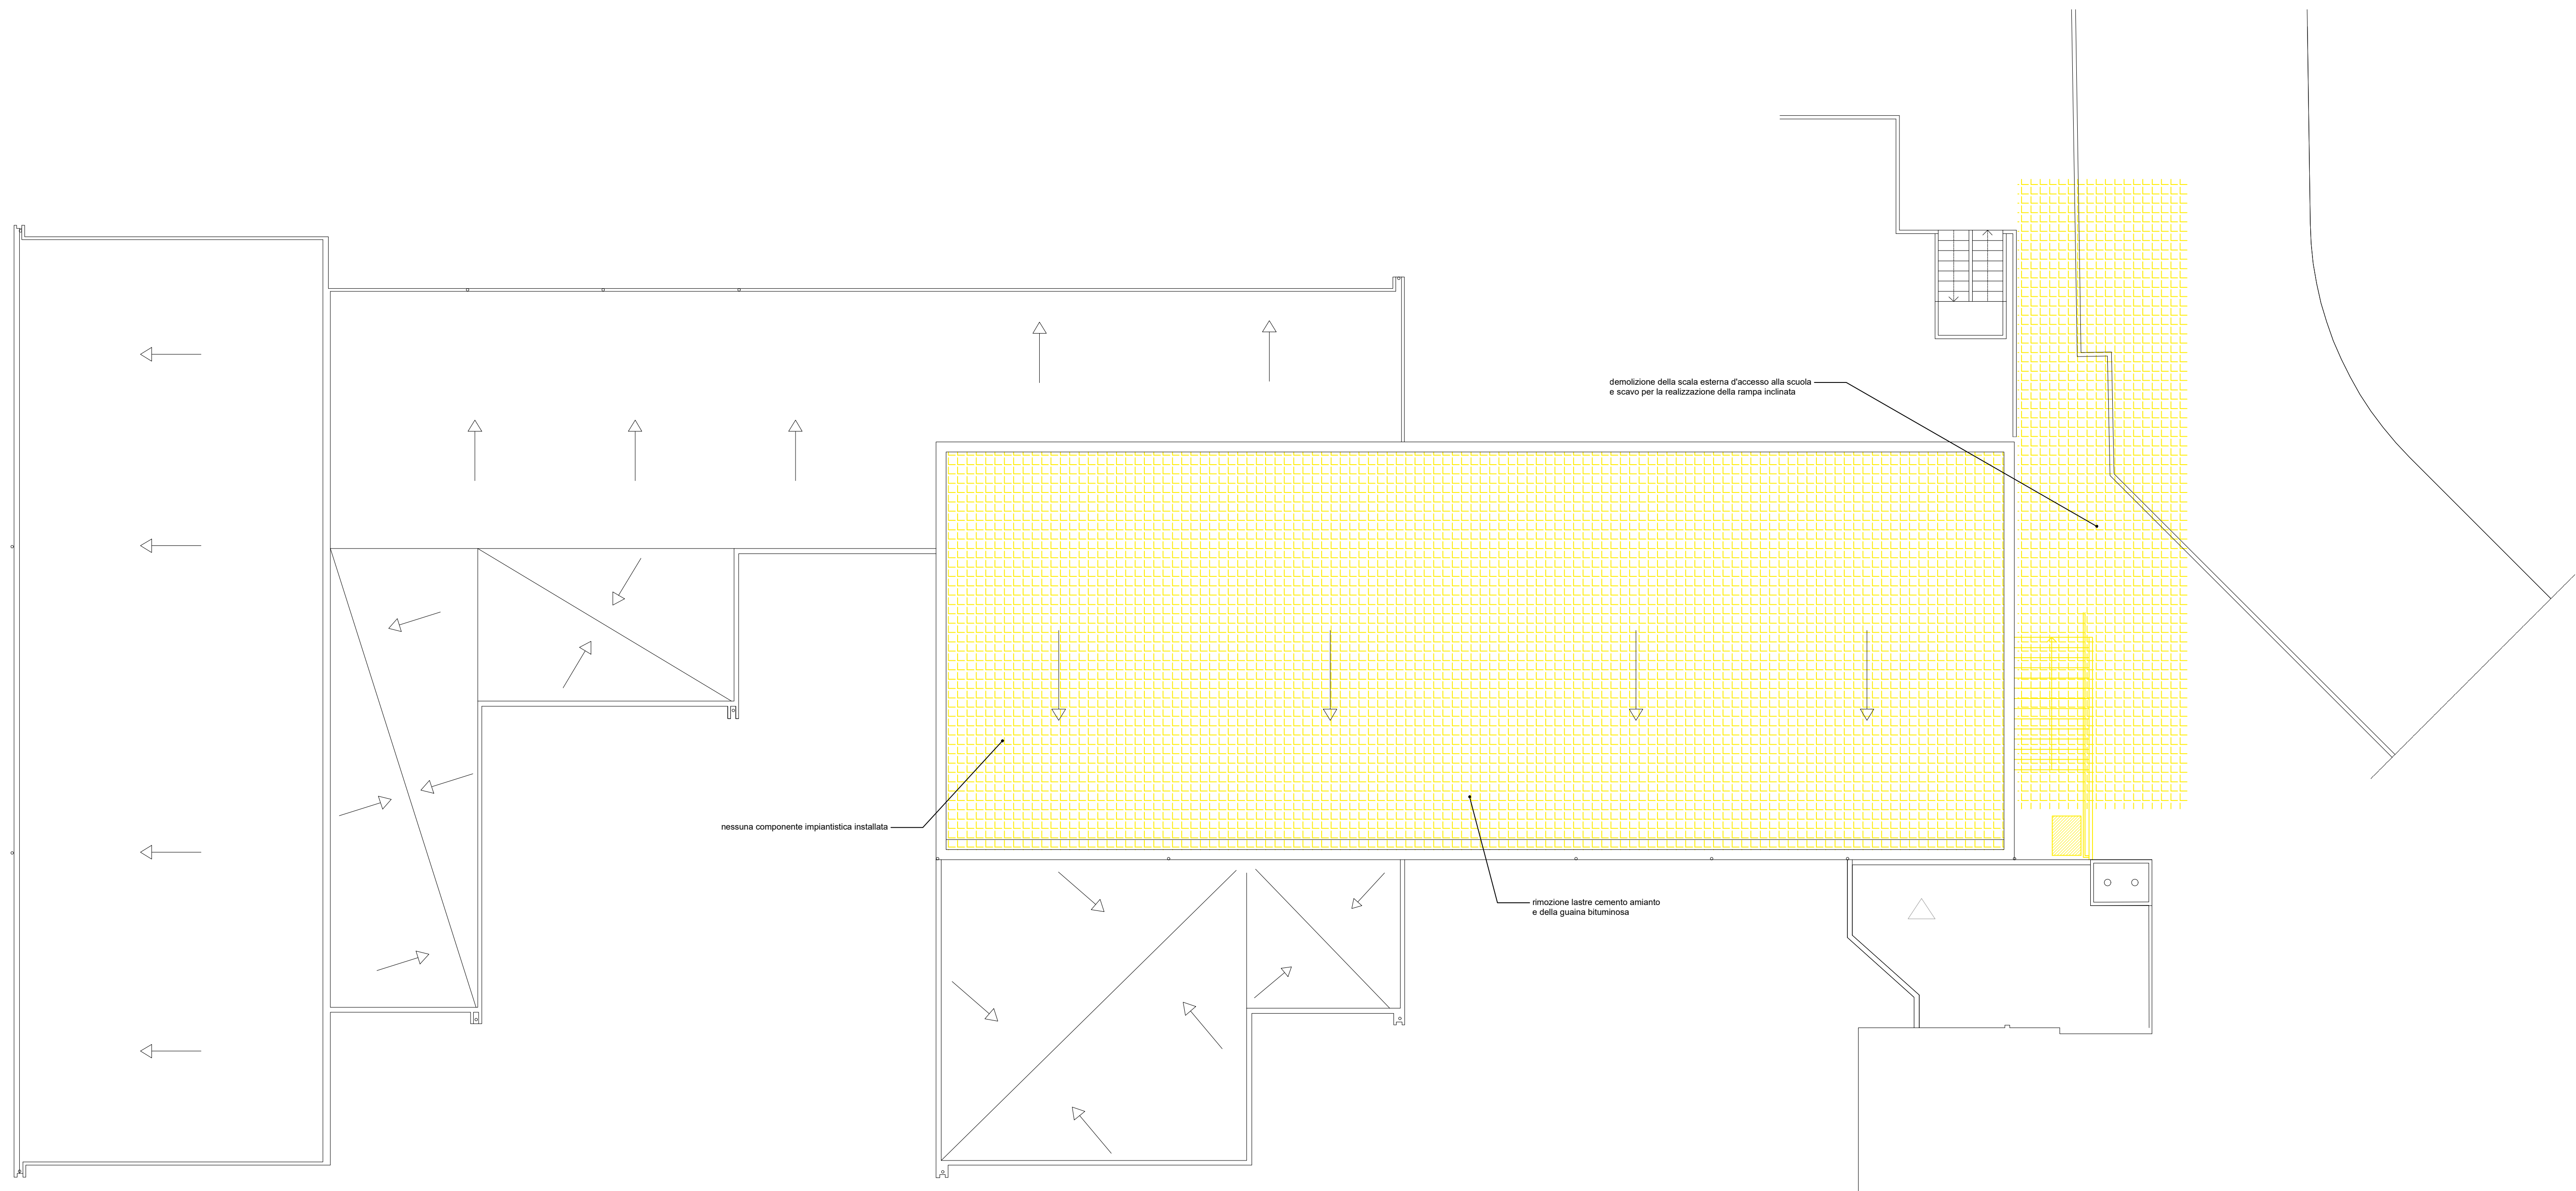 demolizione della scala esterna d'accesso alla scuola
e scavo per la realizzazione della rampa inclinata
nessuna componente impiantistica installata
rimozione lastre cemento amianto
e della guaina bituminosa